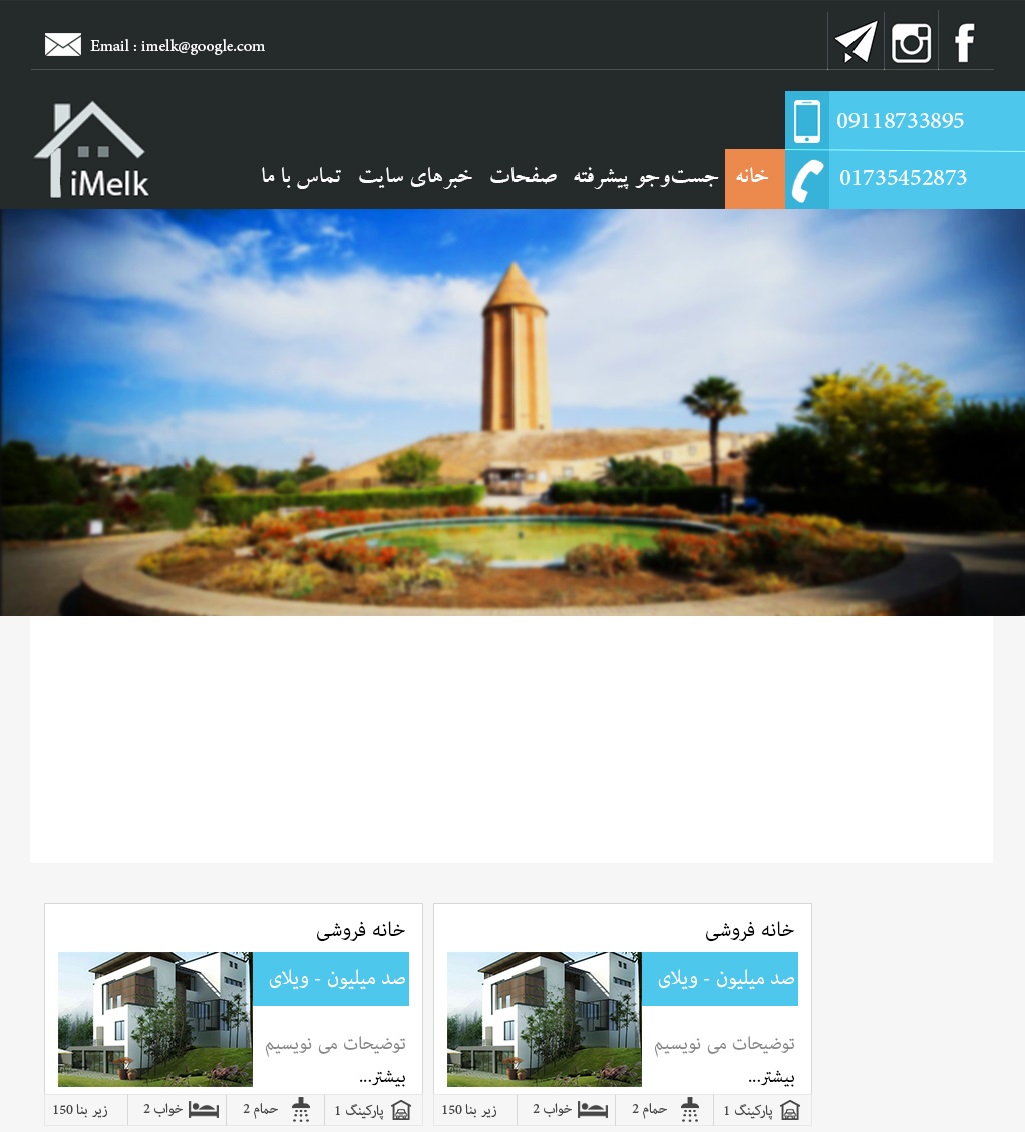 Email : imelk@google.com
09118733895
iMelk
خانه جست‌وجو پیشرفته صفحات خبرهای سایت تماس با ما
01735452873
خانه فروشی
صد میلیون - ویلای
توضیحات می نویسیم
بیشتر...
پارکینگ 1 حمام 2 خواب 2 زیر بنا 150
خانه فروشی
صد میلیون - ویلای
توضیحات می نویسیم
بیشتر...
پارکینگ 1 حمام 2 خواب 2 زیر بنا 150